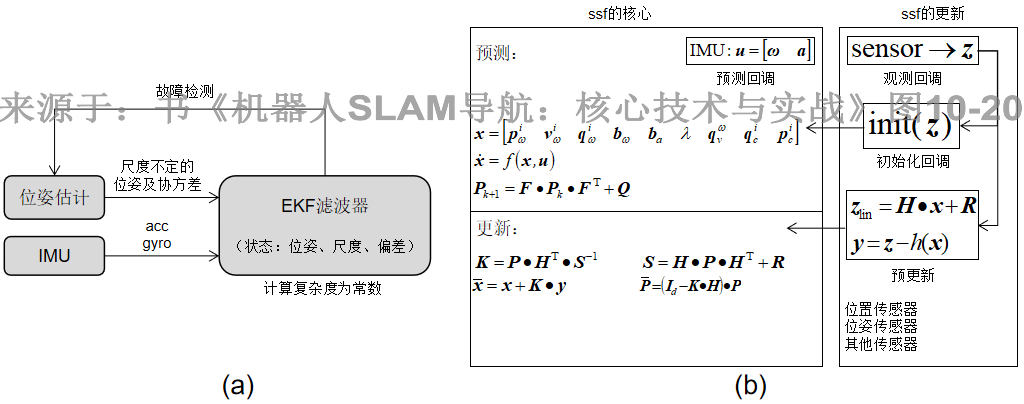 来源于：书《机器人SLAM导航：核心技术与实战》图10-20
故障检测
尺度不定的
位姿及协方差
位姿估计
EKF滤波器
（状态：位姿、尺度、偏差）
acc
gyro
IMU
计算复杂度为常数
(a)
ssf的核心
预测：
IMU: u = [ω a]
预测回调
x = [p_ω^i v_ω^i q_ω^i b_ω b_a λ q_v^ω q_c^i p_c^i]
ẋ = f(x,u)
P_{k+1} = F • P_k • F^T + Q
更新：
K = P • H^T • S^{-1} S = H • P • H^T + R
x̅ = x + K • y P̅ = (I_d − K • H) • P
ssf的更新
sensor → z
观测回调
init(z)
初始化回调
z_lin = H • x + R
y = z − h(x)
预更新
位置传感器
位姿传感器
其他传感器
(b)